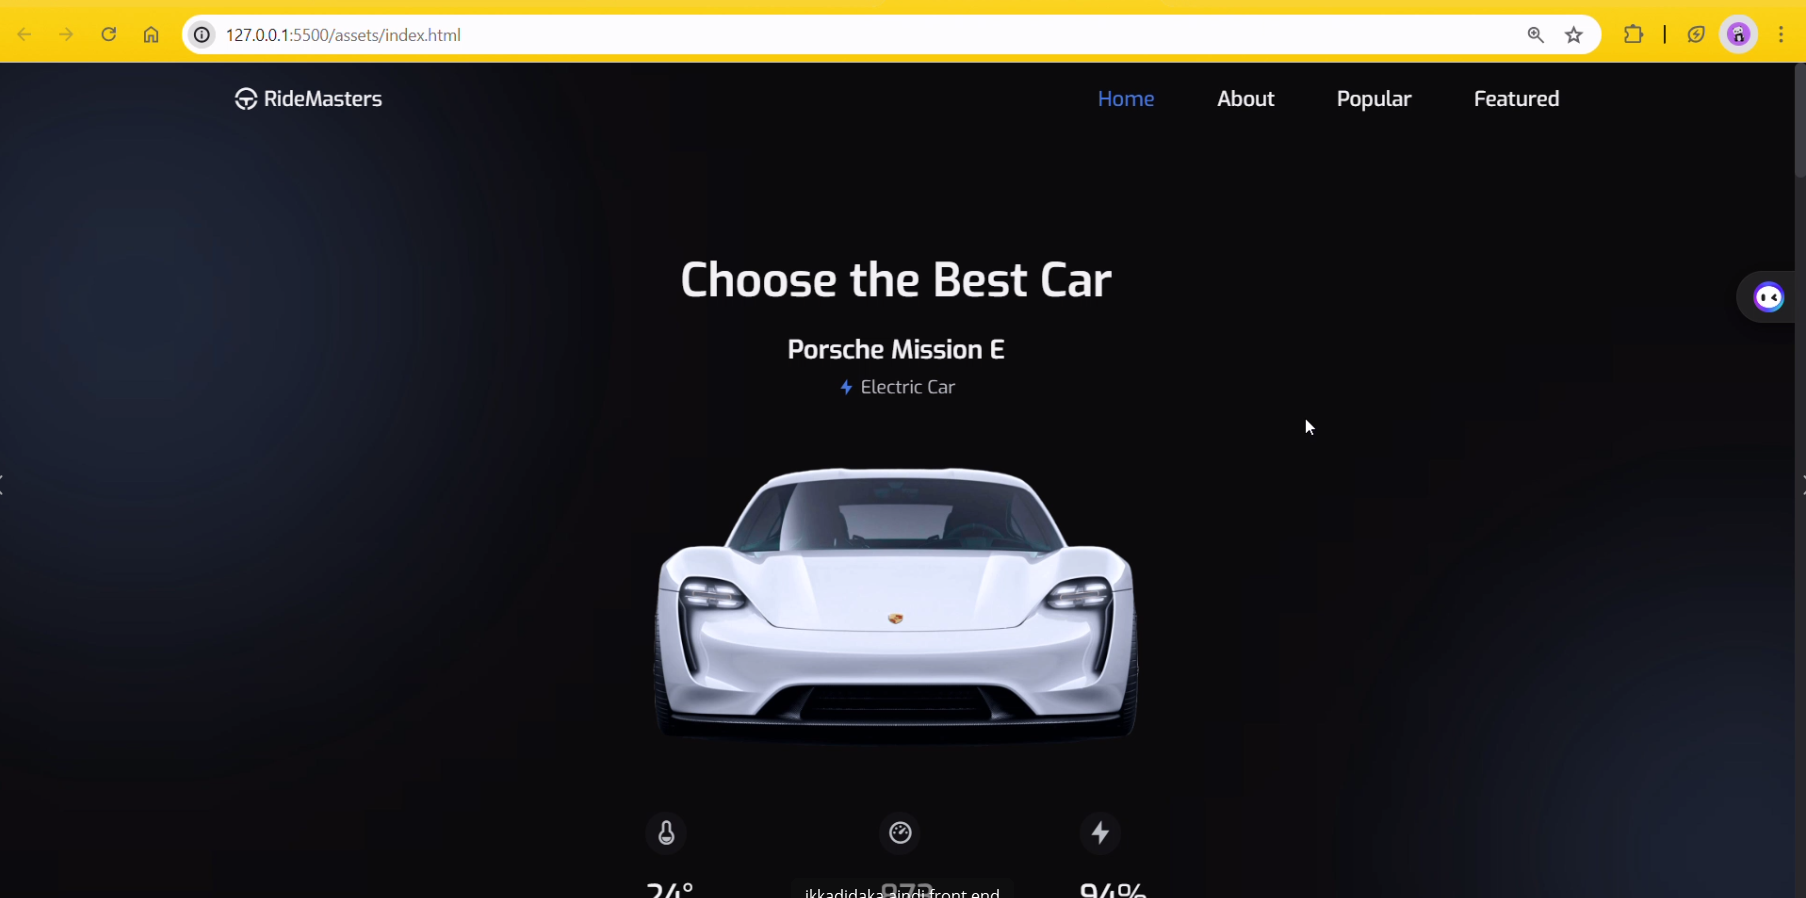 127.0.0.1:5500/assets/index.html
RideMasters
Home
About
Popular
Featured
Choose the Best Car
Porsche Mission E
Electric Car
24°
873
94%
ikkadidaka aindi front end